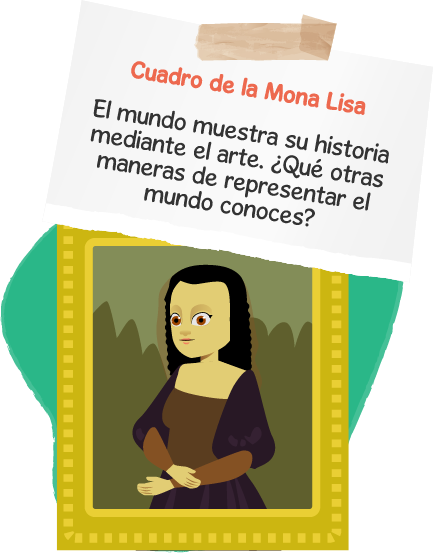 Cuadro de la Mona Lisa
El mundo muestra su historia
mediante el arte. ¿Qué otras
maneras de representar el
mundo conoces?